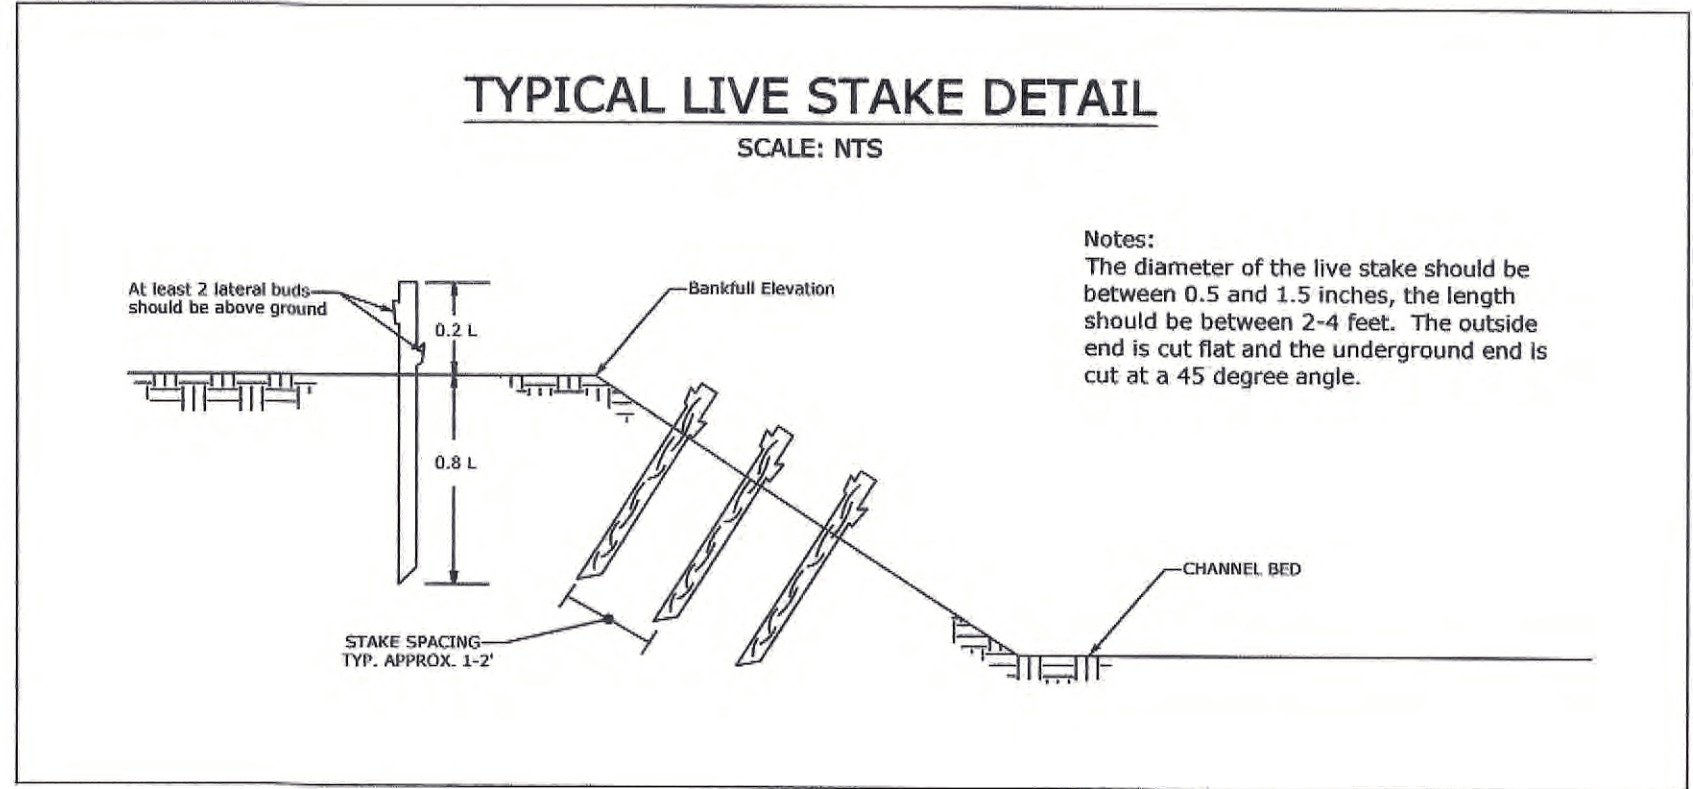 TYPICAL LIVE STAKE DETAIL
SCALE: NTS
Notes:
The diameter of the live stake should be
between 0.5 and 1.5 inches, the length
should be between 2-4 feet. The outside
end is cut flat and the underground end is
cut at a 45 degree angle.
At least 2 lateral buds
should be above ground
0.2 L
Bankfull Elevation
0.8 L
CHANNEL BED
STAKE SPACING
TYP. APPROX. 1-2'